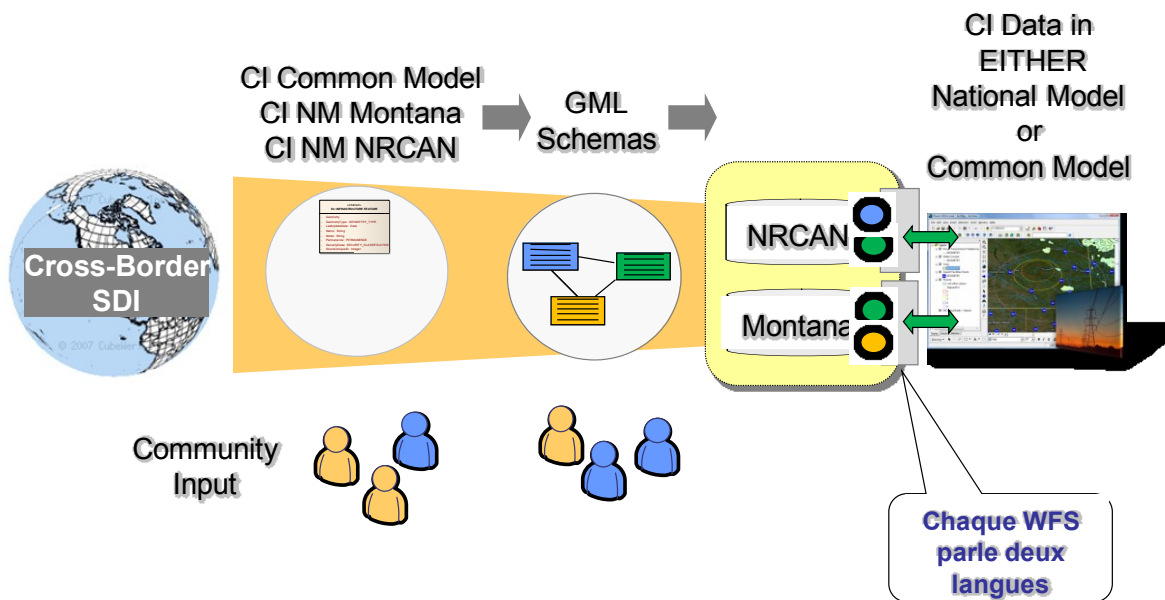 CI Common Model
CI NM Montana
CI NM NRCAN
GML
Schemas
CI Data in
EITHER
National Model
or
Common Model
Cross-Border
SDI
NRCAN
Montana
Community
Input
Chaque WFS
parle deux
langues